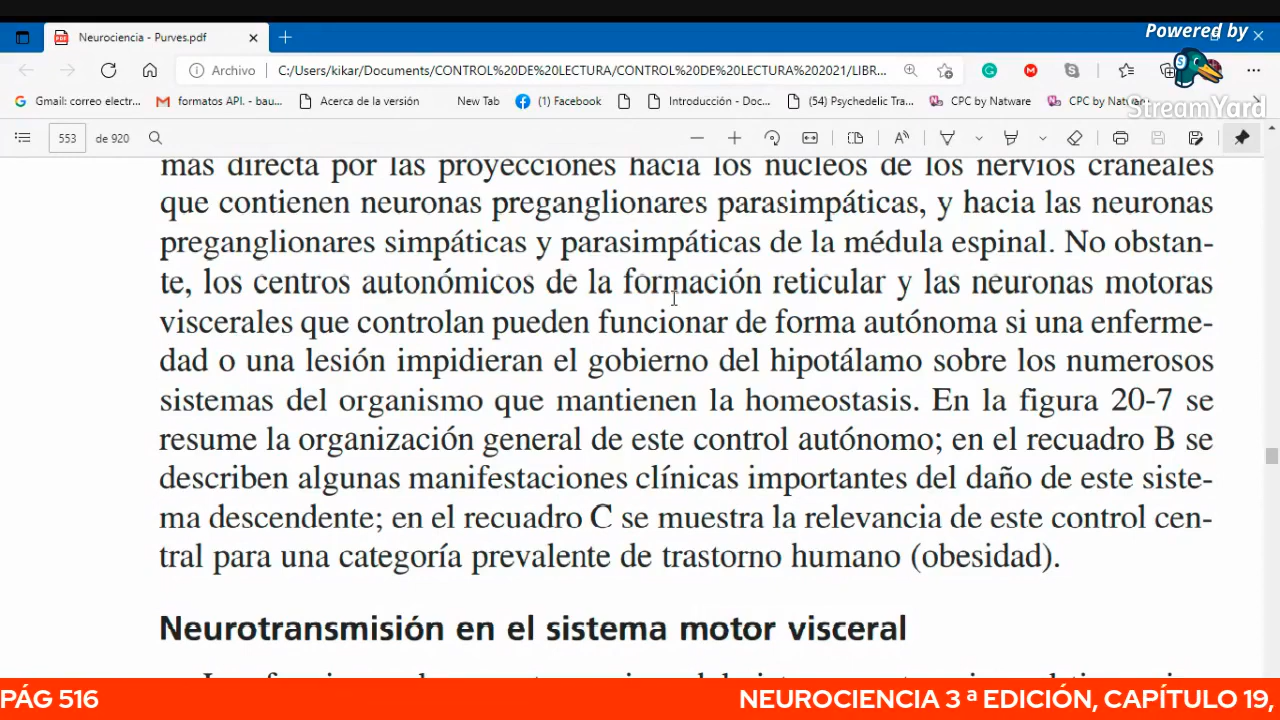 Powered by
Neurociencia - Purves.pdf
Archivo
C:/Users/kikar/Documents/CONTROL%20DE%20LECTURA/CONTROL%20DE%20LECTURA%202021/LIBR...
Gmail: correo electr...
formatos API. - bau...
Acerca de la versión
New Tab
(1) Facebook
Introducción - Doc...
(54) Psychedelic Tra...
CPC by Natware
CPC by Natware
StreamYard
553
de 920
más directa por las proyecciones hacia los núcleos de los nervios craneales
que contienen neuronas preganglionares parasimpáticas, y hacia las neuronas
preganglionares simpáticas y parasimpáticas de la médula espinal. No obstan-
te, los centros autonómicos de la formación reticular y las neuronas motoras
viscerales que controlan pueden funcionar de forma autónoma si una enferme-
dad o una lesión impidieran el gobierno del hipotálamo sobre los numerosos
sistemas del organismo que mantienen la homeostasis. En la figura 20-7 se
resume la organización general de este control autónomo; en el recuadro B se
describen algunas manifestaciones clínicas importantes del daño de este siste-
ma descendente; en el recuadro C se muestra la relevancia de este control cen-
tral para una categoría prevalente de trastorno humano (obesidad).
Neurotransmisión en el sistema motor visceral
PÁG 516
NEUROCIENCIA 3 ª EDICIÓN, CAPÍTULO 19,